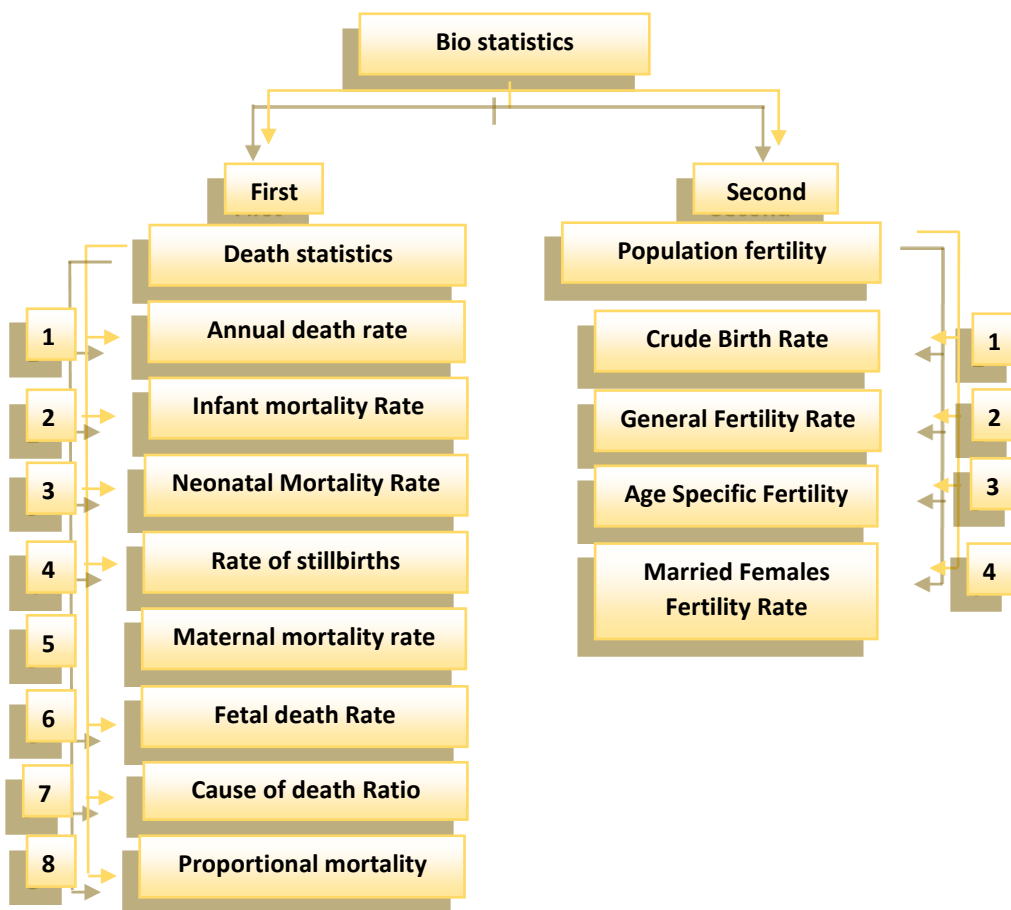 Bio statistics
First
Second
Death statistics
Population fertility
1
Annual death rate
2
Infant mortality Rate
3
Neonatal Mortality Rate
4
Rate of stillbirths
5
Maternal mortality rate
6
Fetal death Rate
7
Cause of death Ratio
8
Proportional mortality
Crude Birth Rate
1
General Fertility Rate
2
Age Specific Fertility
3
Married Females
Fertility Rate
4